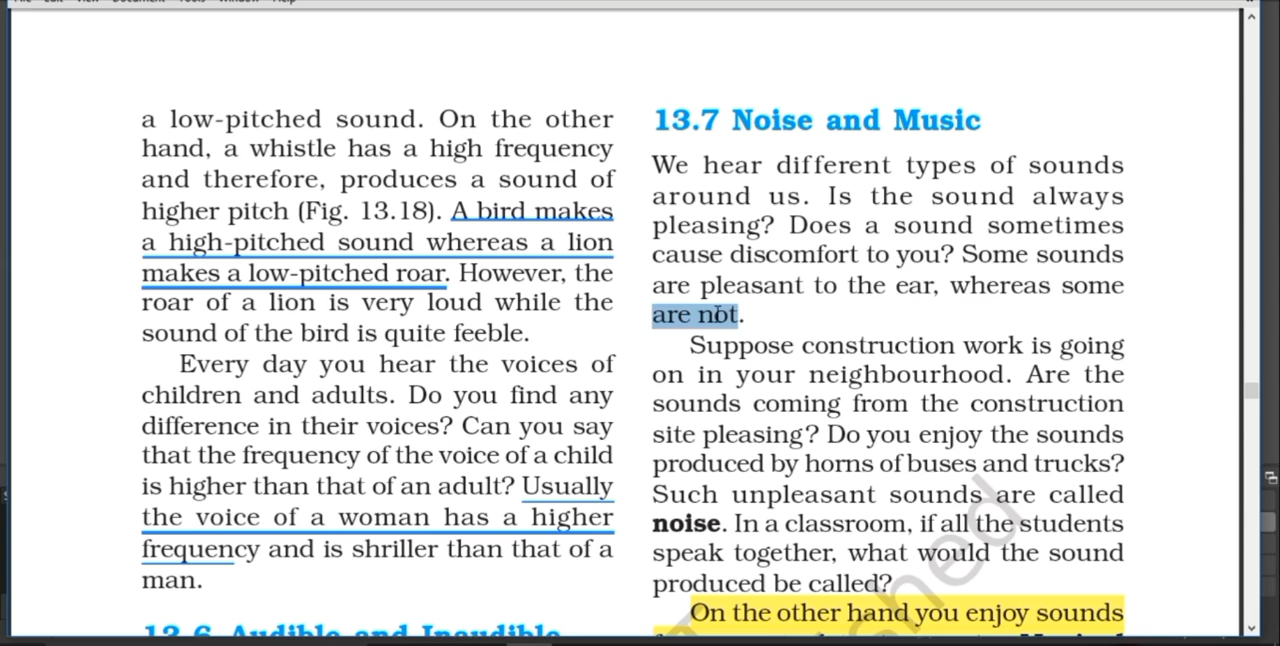 a low-pitched sound. On the other
hand, a whistle has a high frequency
and therefore, produces a sound of
higher pitch (Fig. 13.18). A bird makes
a high-pitched sound whereas a lion
makes a low-pitched roar. However, the
roar of a lion is very loud while the
sound of the bird is quite feeble.
Every day you hear the voices of
children and adults. Do you find any
difference in their voices? Can you say
that the frequency of the voice of a child
is higher than that of an adult? Usually
the voice of a woman has a higher
frequency and is shriller than that of a
man.
13.7 Noise and Music
We hear different types of sounds
around us. Is the sound always
pleasing? Does a sound sometimes
cause discomfort to you? Some sounds
are pleasant to the ear, whereas some
are not.
Suppose construction work is going
on in your neighbourhood. Are the
sounds coming from the construction
site pleasing? Do you enjoy the sounds
produced by horns of buses and trucks?
Such unpleasant sounds are called
noise. In a classroom, if all the students
speak together, what would the sound
produced be called?
On the other hand you enjoy sounds